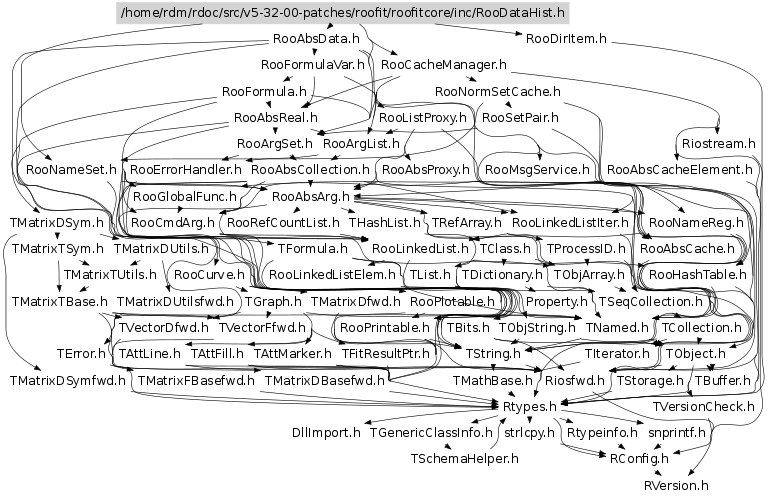 /home/rdm/rdoc/src/v5-32-00-patches/roofit/roofitcore/inc/RooDataHist.h
RooAbsData.h RooDirItem.h
RooFormulaVar.h RooCacheManager.h
RooFormula.h RooNormSetCache.h
RooAbsReal.h RooListProxy.h RooSetPair.h
RooArgSet.h RooArgList.h Riostream.h
RooNameSet.h RooErrorHandler.h RooAbsCollection.h RooAbsProxy.h RooMsgService.h RooAbsCacheElement.h
RooGlobalFunc.h RooAbsArg.h
TMatrixDSym.h RooCmdArg.h RooRefCountList.h THashList.h TRefArray.h RooLinkedListIter.h RooNameReg.h
TMatrixTSym.h TMatrixDUtils.h TFormula.h RooLinkedList.h TClass.h TProcessID.h RooAbsCache.h
TMatrixTUtils.h RooCurve.h RooLinkedListElem.h TList.h TDictionary.h TObjArray.h RooHashTable.h
TMatrixTBase.h TMatrixDUtilsfwd.h TGraph.h TMatrixDfwd.h RooPlotable.h Property.h TSeqCollection.h
TVectorDfwd.h TVectorFfwd.h RooPrintable.h TBits.h TObjString.h TNamed.h TCollection.h
TError.h TAttLine.h TAttFill.h TAttMarker.h TFitResultPtr.h TString.h TIterator.h TObject.h
TMatrixDSymfwd.h TMatrixFBasefwd.h TMatrixDBasefwd.h TMathBase.h Riosfwd.h TStorage.h TBuffer.h
Rtypes.h TVersionCheck.h
DllImport.h TGenericClassInfo.h strlcpy.h Rtypeinfo.h snprintf.h
TSchemaHelper.h RConfig.h
RVersion.h